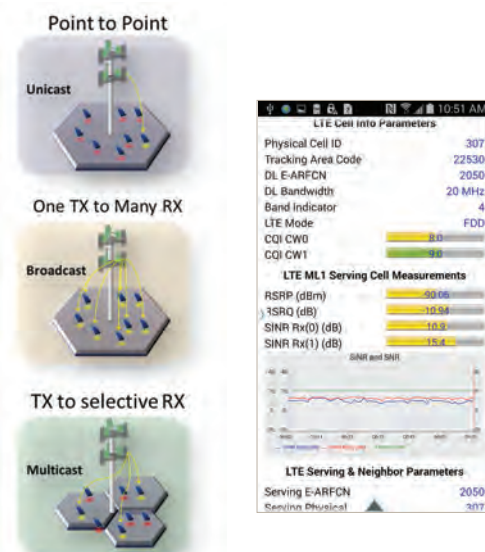 Point to Point
Unicast
One TX to Many RX
Broadcast
TX to selective RX
Multicast
10:51 AM
LTE Cell Info Parameters
Physical Cell ID 307
Tracking Area Code 22530
DL E-ARFCN 2050
DL Bandwidth 20 MHz
Band Indicator 4
LTE Mode FDD
CQI CW0 8.0
CQI CW1 9.0
LTE ML1 Serving Cell Measurements
RSRP (dBm) -90.06
RSRQ (dB) -10.94
SINR Rx(0) (dB) 10.9
SINR Rx(1) (dB) 15.4
SINR and SNR
LTE Serving & Neighbor Parameters
Serving E-ARFCN 2050
Serving Physical 307